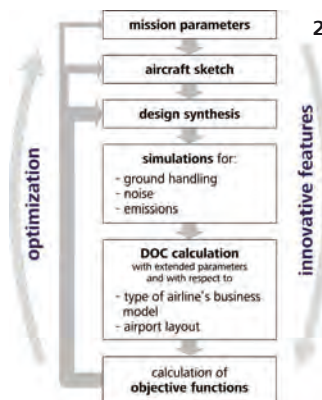 mission parameters
2
aircraft sketch
design synthesis
simulations for:
- ground handling
- noise
- emissions
DOC calculation
with extended parameters
and with respect to
- type of airline's business
model
- airport layout
calculation of
objective functions
optimization
innovative features